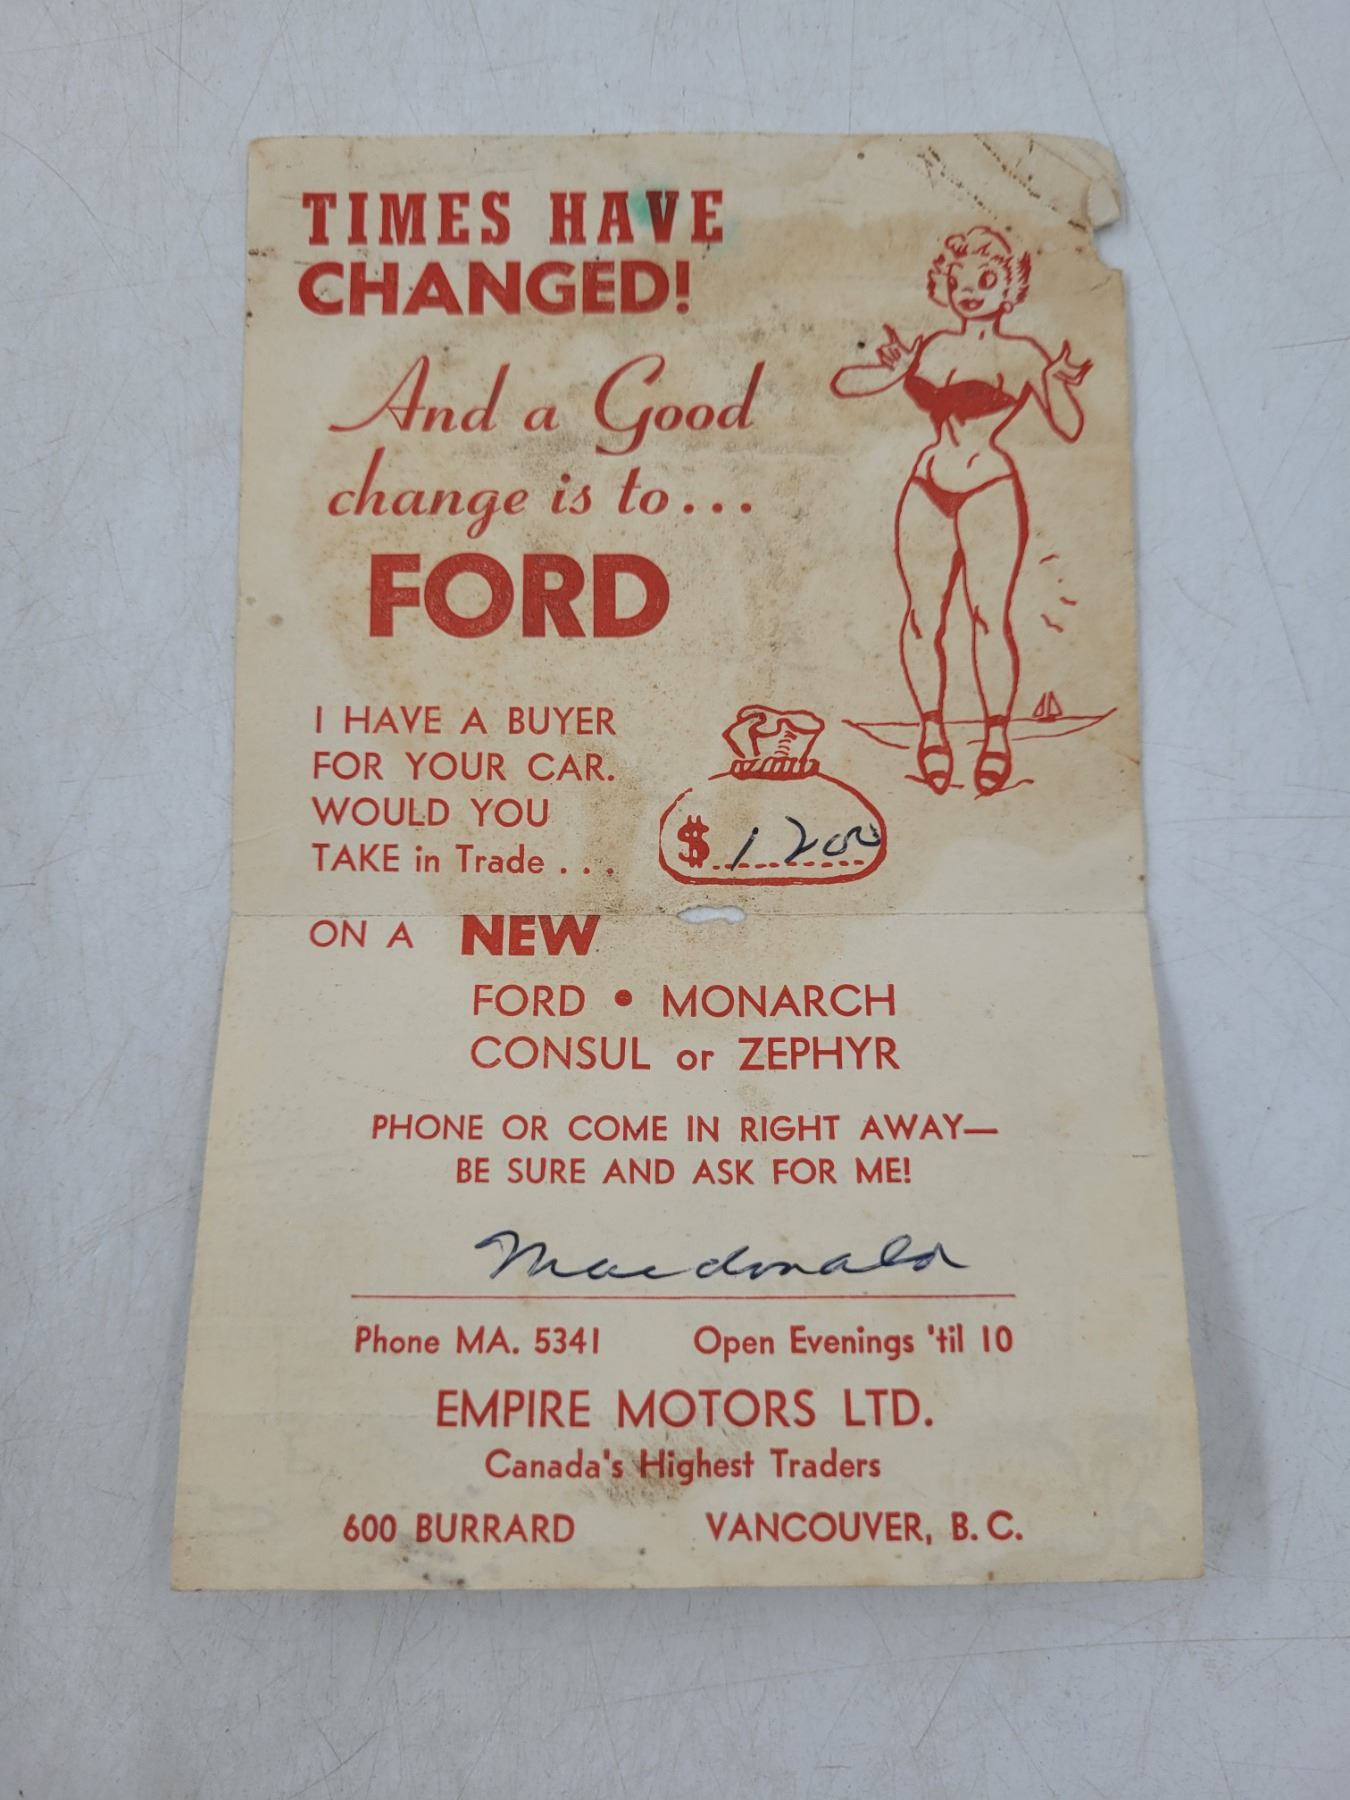 TIMES HAVE
CHANGED!
And a Good
change is to...
FORD
I HAVE A BUYER
FOR YOUR CAR.
WOULD YOU
TAKE in Trade . . .
$ 1200
ON A NEW
FORD • MONARCH
CONSUL or ZEPHYR
PHONE OR COME IN RIGHT AWAY—
BE SURE AND ASK FOR ME!
Macdonald
Phone MA. 5341 Open Evenings 'til 10
EMPIRE MOTORS LTD.
Canada's Highest Traders
600 BURRARD VANCOUVER, B. C.